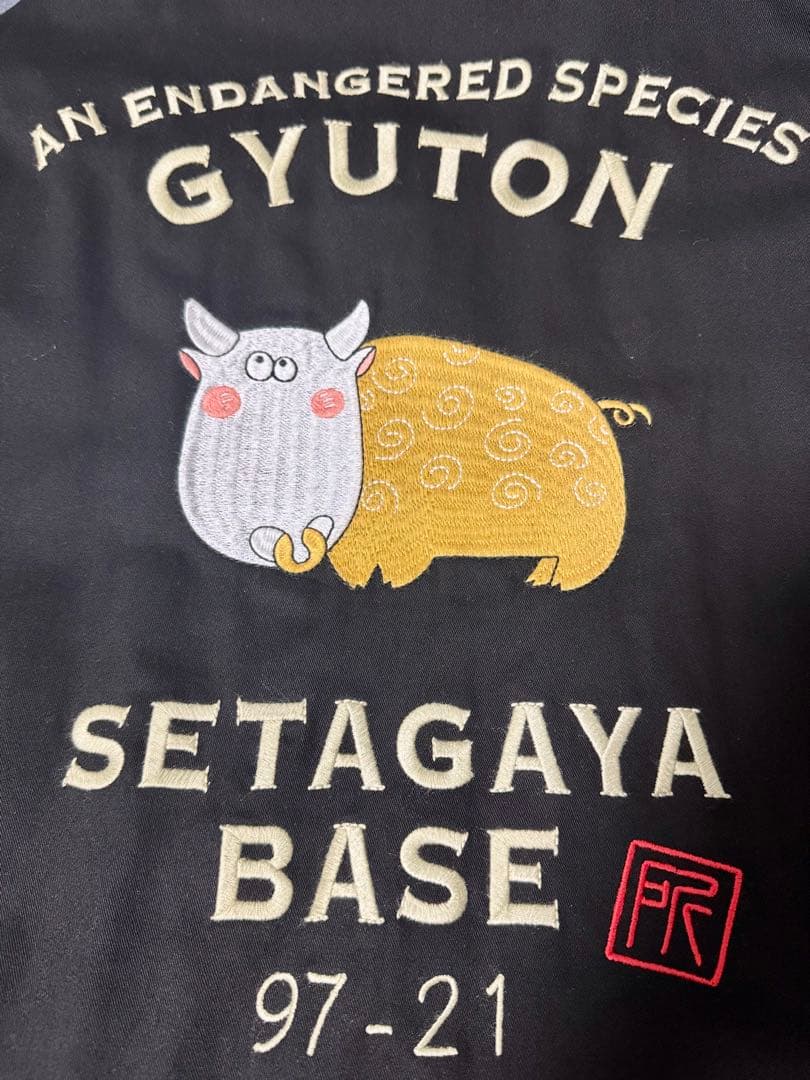 AN ENDANGERED SPECIES
GYUTON
SETAGAYA
BASE
97-21